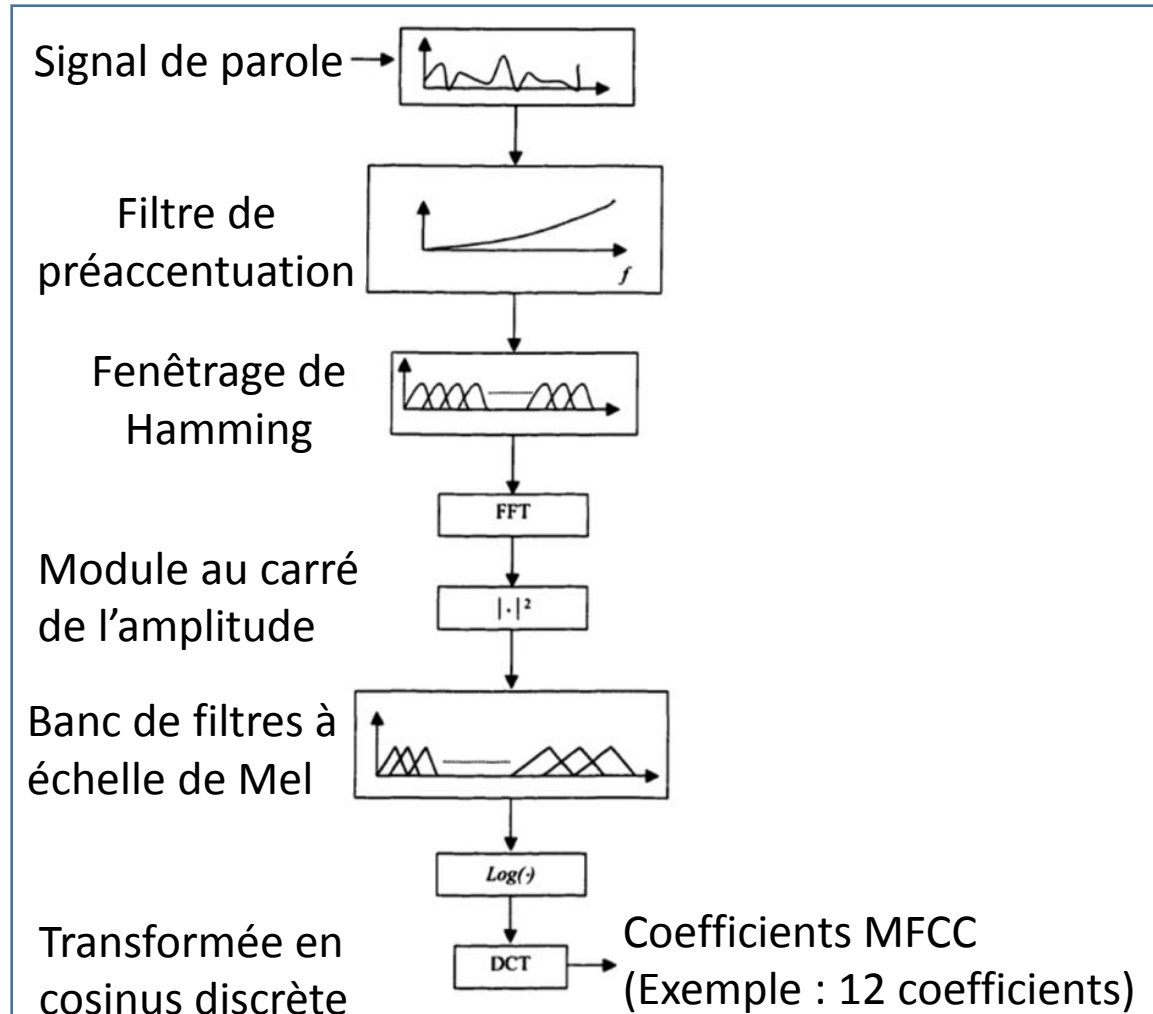 Signal de parole
Filtre de
préaccentuation
f
Fenêtrage de
Hamming
FFT
Module au carré
de l’amplitude
|·|²
Banc de filtres à
échelle de Mel
Log(·)
Transformée en
cosinus discrète
DCT
Coefficients MFCC
(Exemple : 12 coefficients)